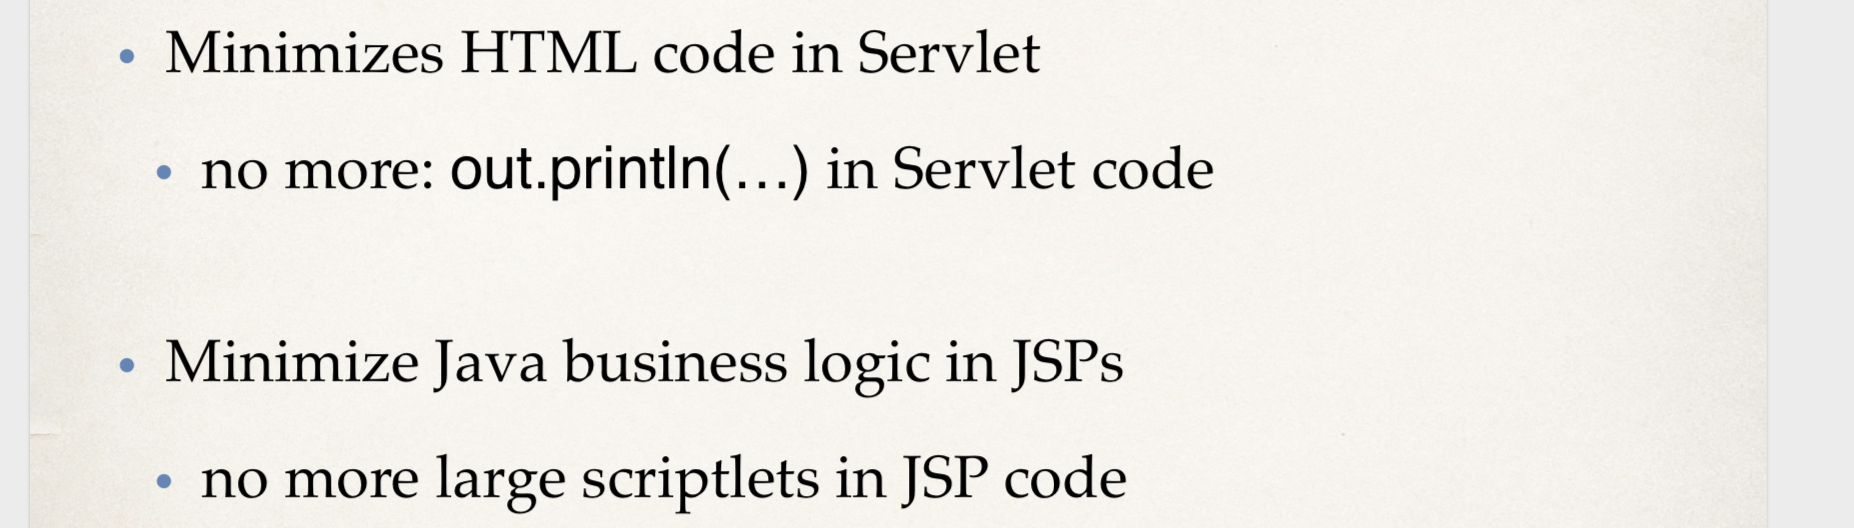 • Minimizes HTML code in Servlet
• no more: out.println(…) in Servlet code
• Minimize Java business logic in JSPs
• no more large scriptlets in JSP code